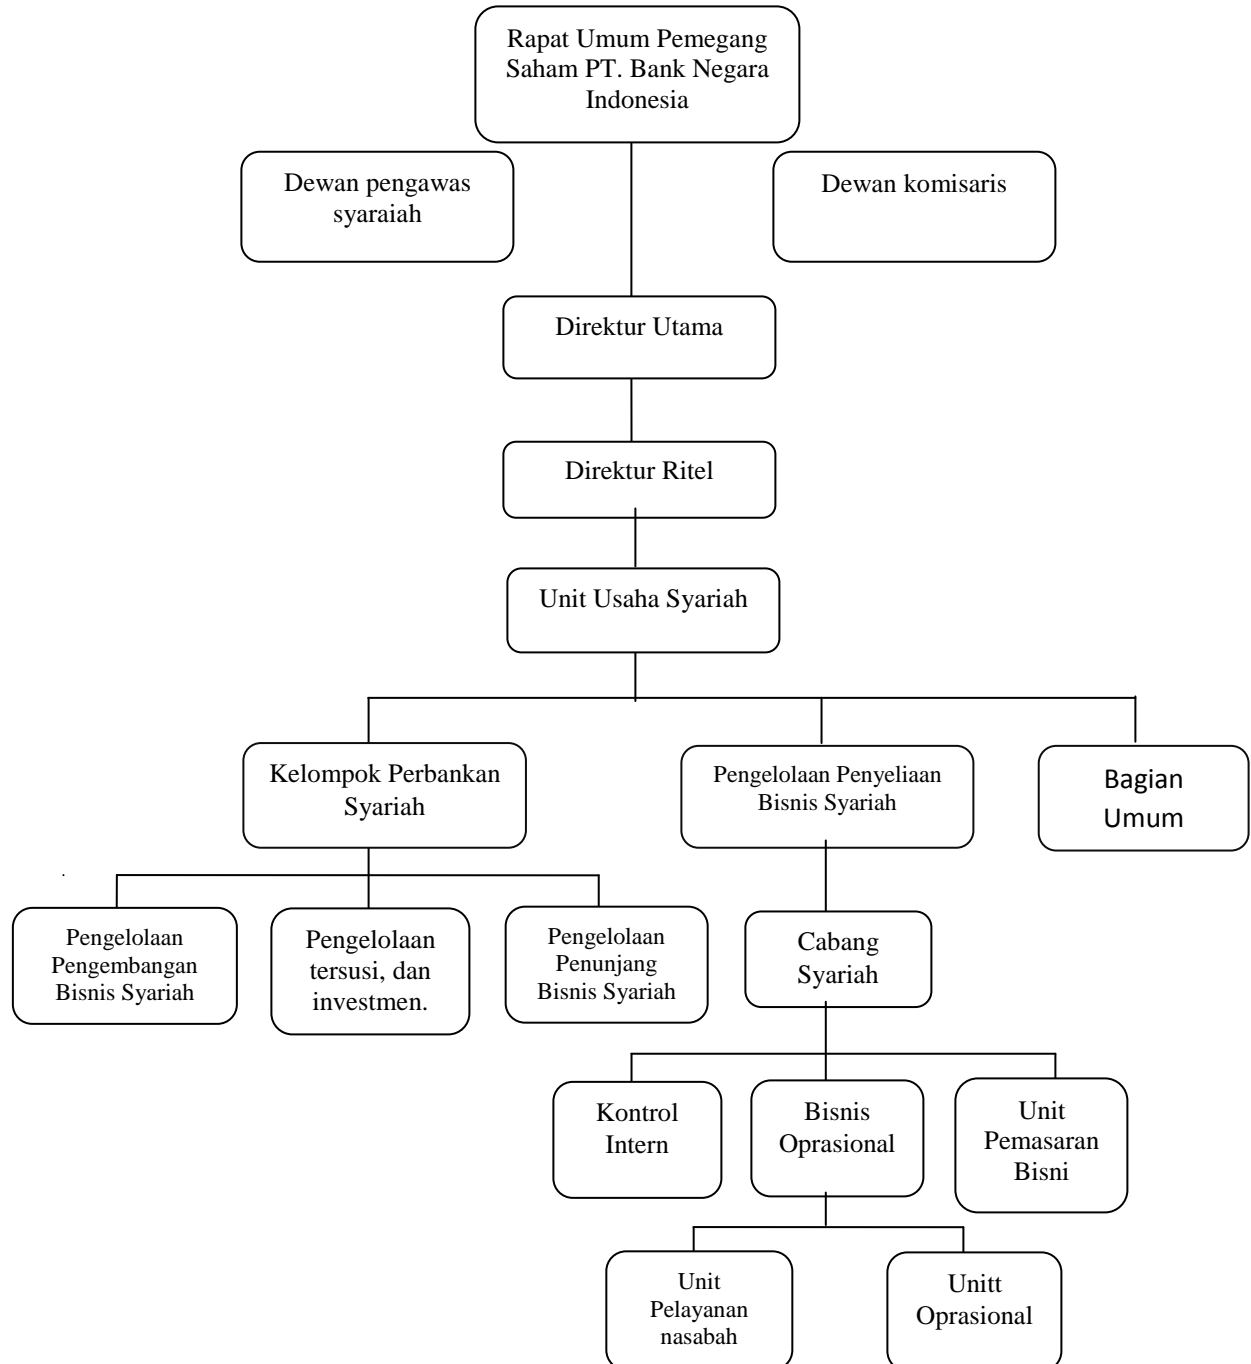 Rapat Umum Pemegang
Saham PT. Bank Negara
Indonesia
Dewan pengawas
syaraiah
Dewan komisaris
Direktur Utama
Direktur Ritel
Unit Usaha Syariah
Kelompok Perbankan
Syariah
Pengelolaan Penyeliaan
Bisnis Syariah
Bagian
Umum
Pengelolaan
Pengembangan
Bisnis Syariah
Pengelolaan
tersusi, dan
investmen.
Pengelolaan
Penunjang
Bisnis Syariah
Cabang
Syariah
Kontrol
Intern
Bisnis
Oprasional
Unit
Pemasaran
Bisni
Unit
Pelayanan
nasabah
Unitt
Oprasional